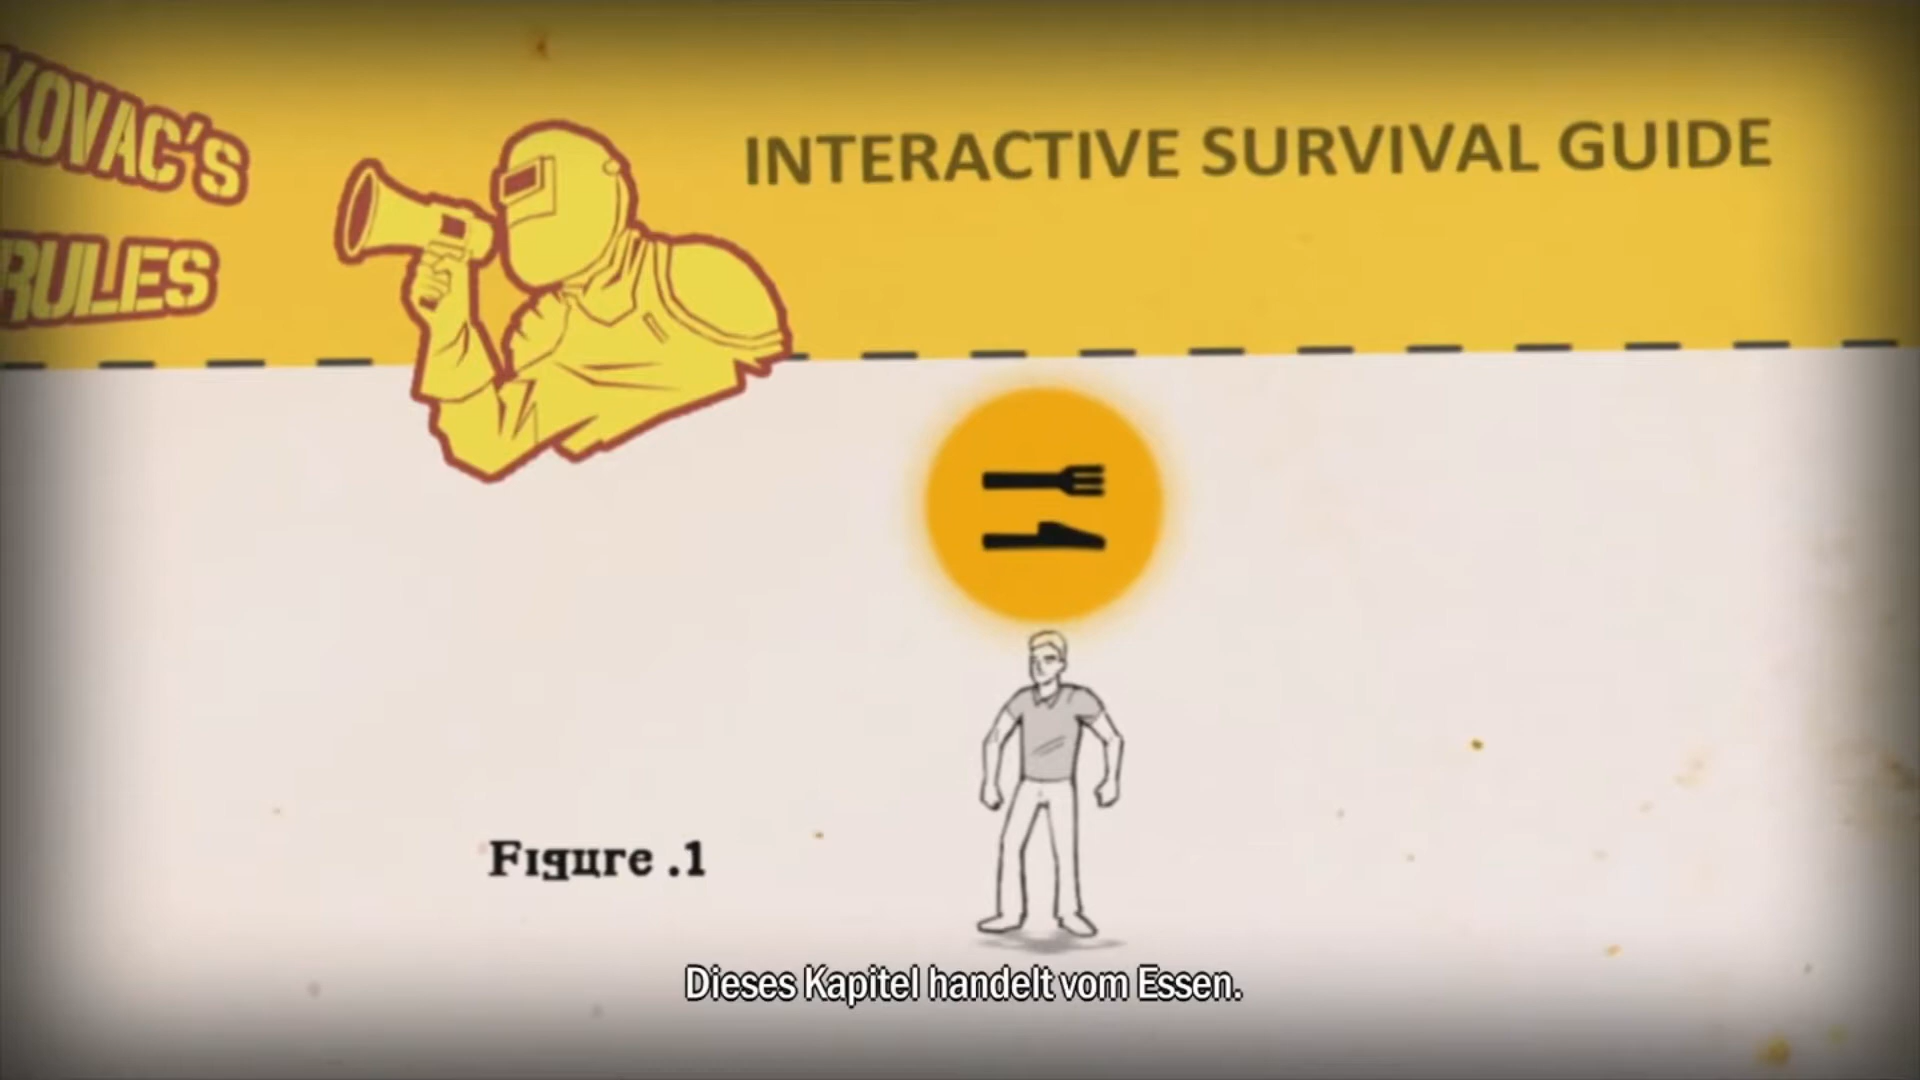 KOVAC'S
RULES
INTERACTIVE SURVIVAL GUIDE
Figure .1
Dieses Kapitel handelt vom Essen.